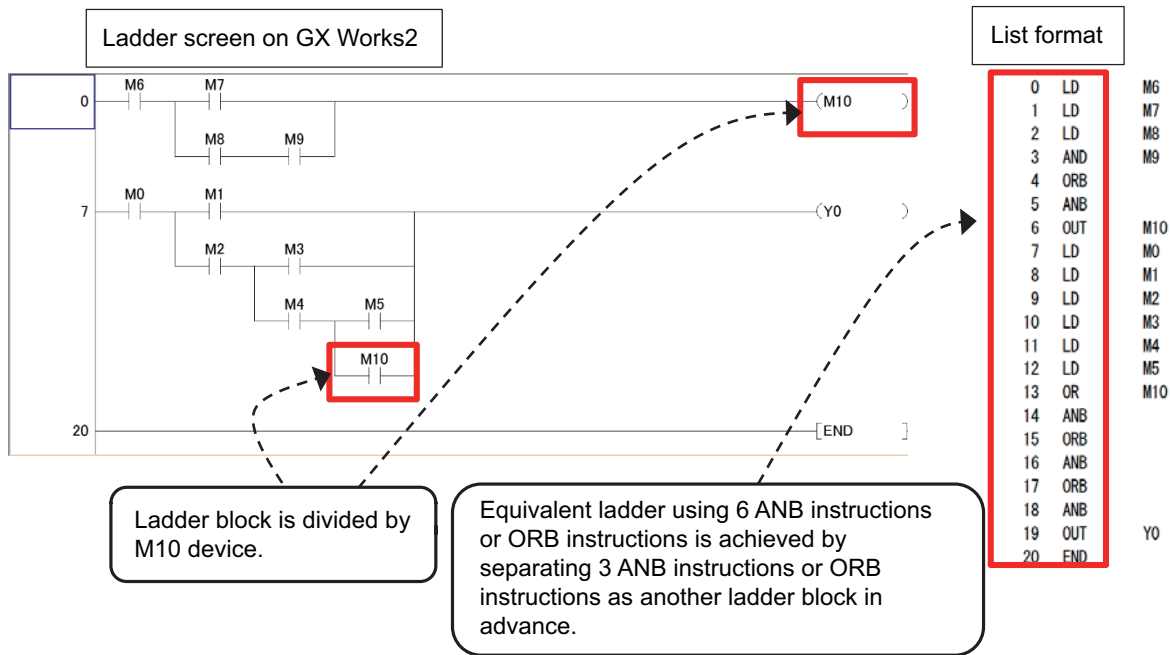 Ladder screen on GX Works2
List format
M6 M7
0 (M10 )
M8 M9
M0 M1
7 (Y0 )
M2 M3
M4 M5
M10
20 [END ]
0 LD M6
1 LD M7
2 LD M8
3 AND M9
4 ORB
5 ANB
6 OUT M10
7 LD M0
8 LD M1
9 LD M2
10 LD M3
11 LD M4
12 LD M5
13 OR M10
14 ANB
15 ORB
16 ANB
17 ORB
18 ANB
19 OUT Y0
20 END
Ladder block is divided by
M10 device.
Equivalent ladder using 6 ANB instructions
or ORB instructions is achieved by
separating 3 ANB instructions or ORB
instructions as another ladder block in
advance.